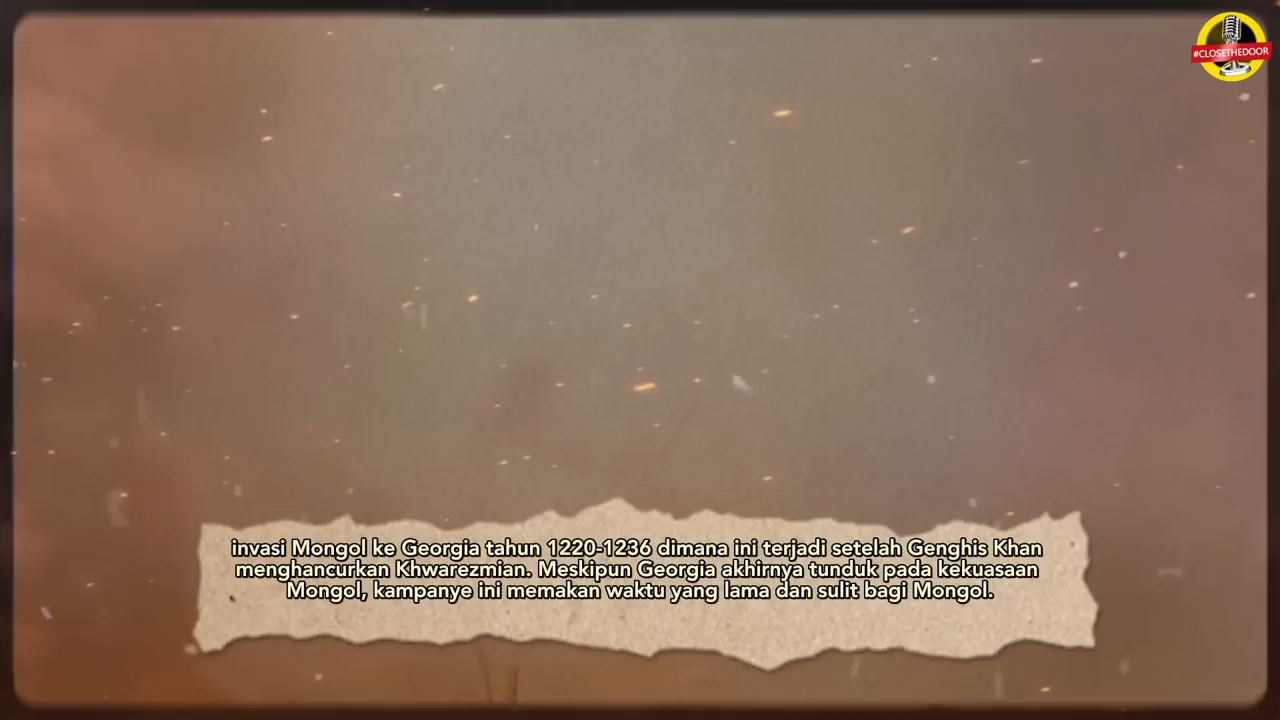 #CLOSETHEDOOR
invasi Mongol ke Georgia tahun 1220-1236 dimana ini terjadi setelah Genghis Khan
menghancurkan Khwarezmian. Meskipun Georgia akhirnya tunduk pada kekuasaan
Mongol, kampanye ini memakan waktu yang lama dan sulit bagi Mongol.